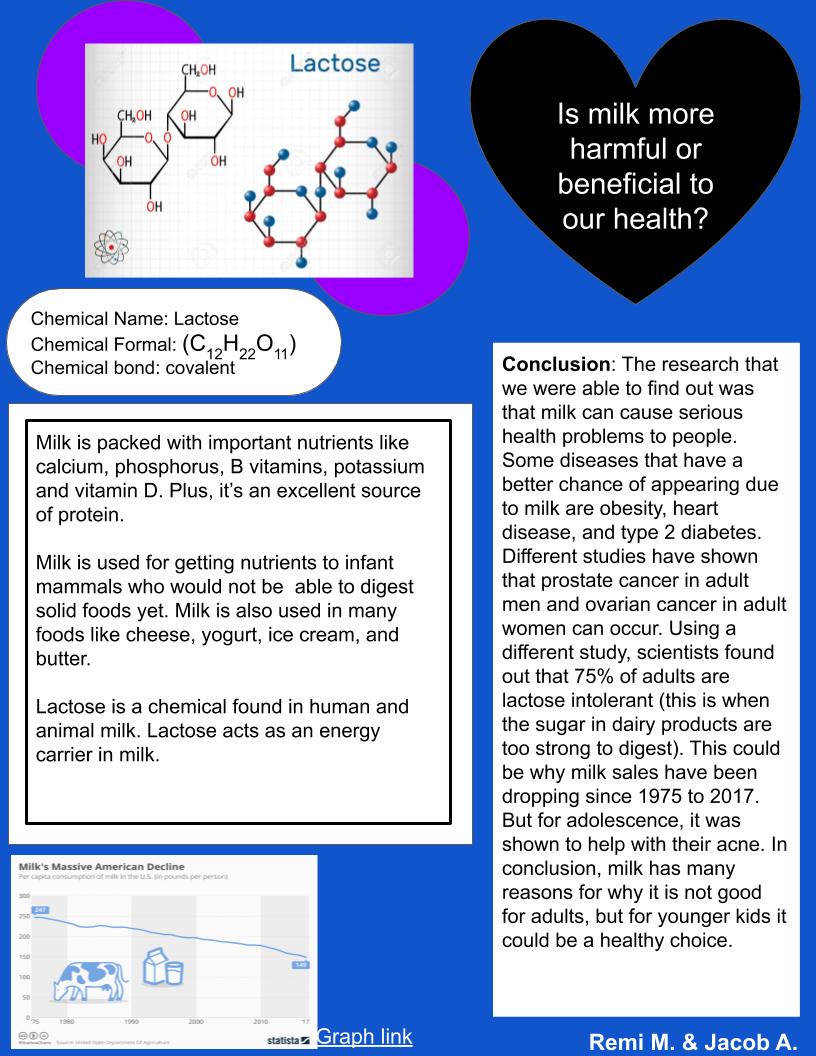 Lactose
CH₂OH
O OH
OH
CH₂OH
HO O O
OH
OH
OH
Is milk more
harmful or
beneficial to
our health?
Chemical Name: Lactose
Chemical Formal: (C₁₂H₂₂O₁₁)
Chemical bond: covalent
Milk is packed with important nutrients like
calcium, phosphorus, B vitamins, potassium
and vitamin D. Plus, it’s an excellent source
of protein.
Milk is used for getting nutrients to infant
mammals who would not be  able to digest
solid foods yet. Milk is also used in many
foods like cheese, yogurt, ice cream, and
butter.
Lactose is a chemical found in human and
animal milk. Lactose acts as an energy
carrier in milk.
Conclusion: The research that
we were able to find out was
that milk can cause serious
health problems to people.
Some diseases that have a
better chance of appearing due
to milk are obesity, heart
disease, and type 2 diabetes.
Different studies have shown
that prostate cancer in adult
men and ovarian cancer in adult
women can occur. Using a
different study, scientists found
out that 75% of adults are
lactose intolerant (this is when
the sugar in dairy products are
too strong to digest). This could
be why milk sales have been
dropping since 1975 to 2017.
But for adolescence, it was
shown to help with their acne. In
conclusion, milk has many
reasons for why it is not good
for adults, but for younger kids it
could be a healthy choice.
Milk's Massive American Decline
Per capita consumption of milk in the U.S. (in pounds per person)
300
250
247
200
150
149
100
50
0
'75 1980 1990 2000 2010 '17
@StatistaCharts Source: United States Department Of Agriculture
statista
Graph link
Remi M. & Jacob A.